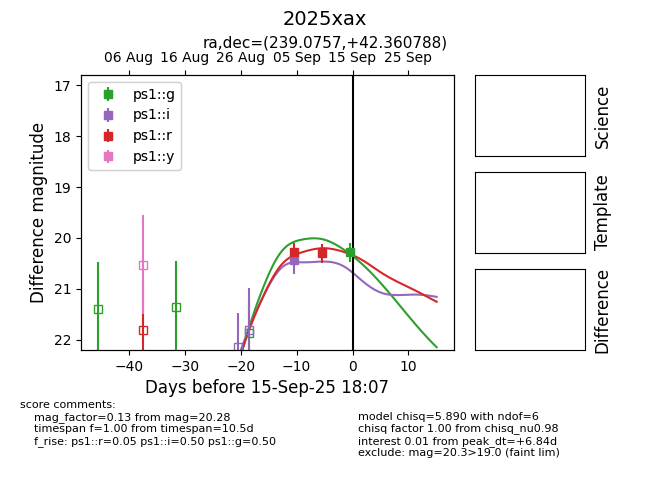 2025xax
ra,dec=(239.0757,+42.360788)
06 Aug 16 Aug 26 Aug 05 Sep 15 Sep 25 Sep
ps1::g
ps1::i
ps1::r
ps1::y
17
18
19
20
21
22
Difference magnitude
−40 −30 −20 −10 0 10
Days before 15-Sep-25 18:07
Science
Template
Difference
score comments:
mag_factor=0.13 from mag=20.28
timespan f=1.00 from timespan=10.5d
f_rise: ps1::r=0.05 ps1::i=0.50 ps1::g=0.50
model chisq=5.890 with ndof=6
chisq factor 1.00 from chisq_nu0.98
interest 0.01 from peak_dt=+6.84d
exclude: mag=20.3>19.0 (faint lim)